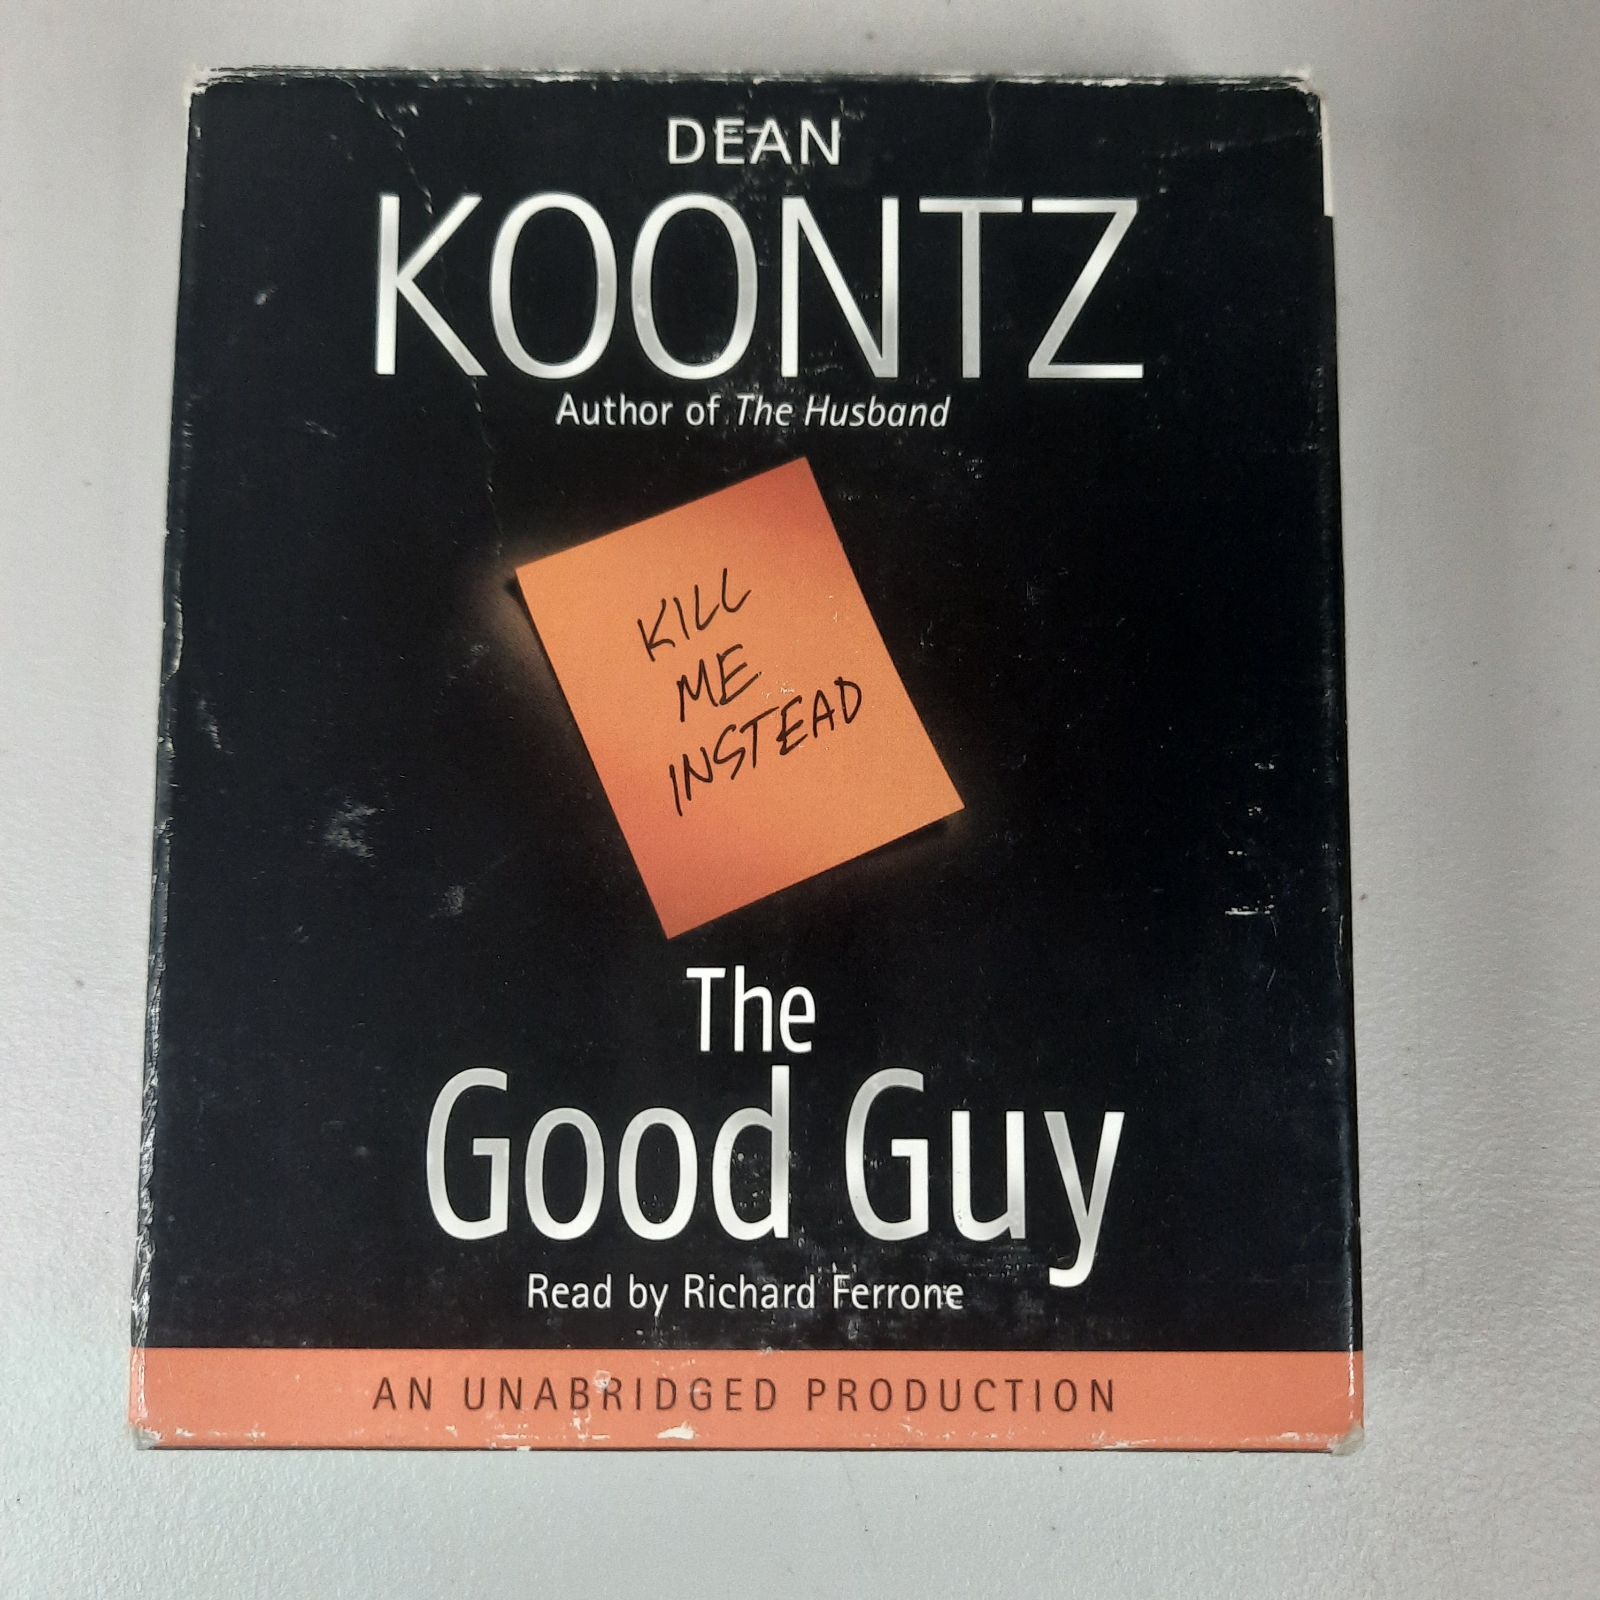 DEAN
KOONTZ
Author of The Husband
KILL
ME
INSTEAD
The
Good Guy
Read by Richard Ferrone
AN UNABRIDGED PRODUCTION